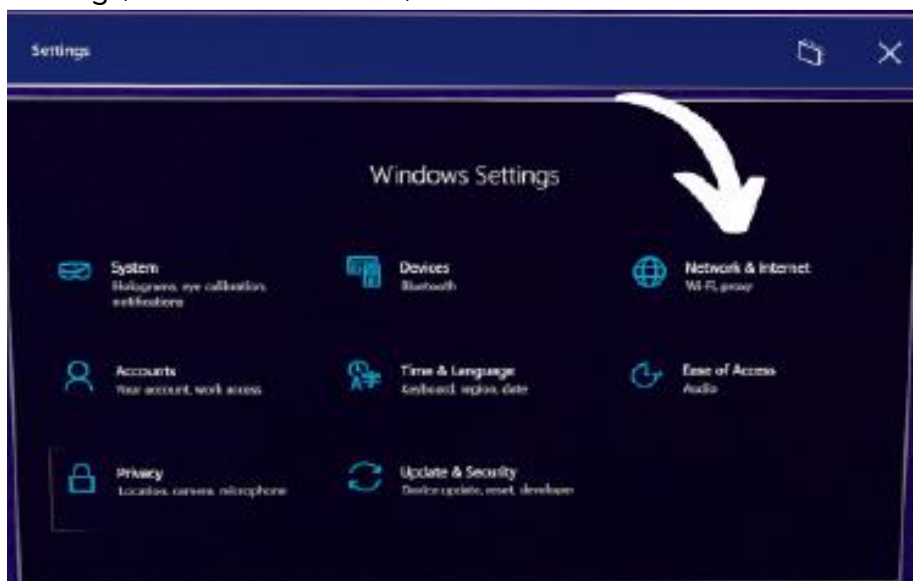 Settings
Windows Settings
System
Holograms, eye calibration,
notifications
Devices
Bluetooth
Network & Internet
Wi-Fi, proxy
Accounts
Your account, work access
Time & Language
Keyboard, region, date
Ease of Access
Audio
Privacy
Location, camera, microphone
Update & Security
Device update, reset, developer